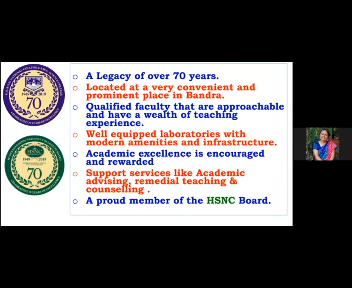 A Legacy of over 70 years.
Located at a very convenient and
prominent place in Bandra.
Qualified faculty that are approachable
and have a wealth of teaching
experience.
Well equipped laboratories with
modern amenities and infrastructure.
Academic excellence is encouraged
and rewarded
Support services like Academic
advising, remedial teaching &
counselling .
A proud member of the HSNC Board.
70
HSNC
70